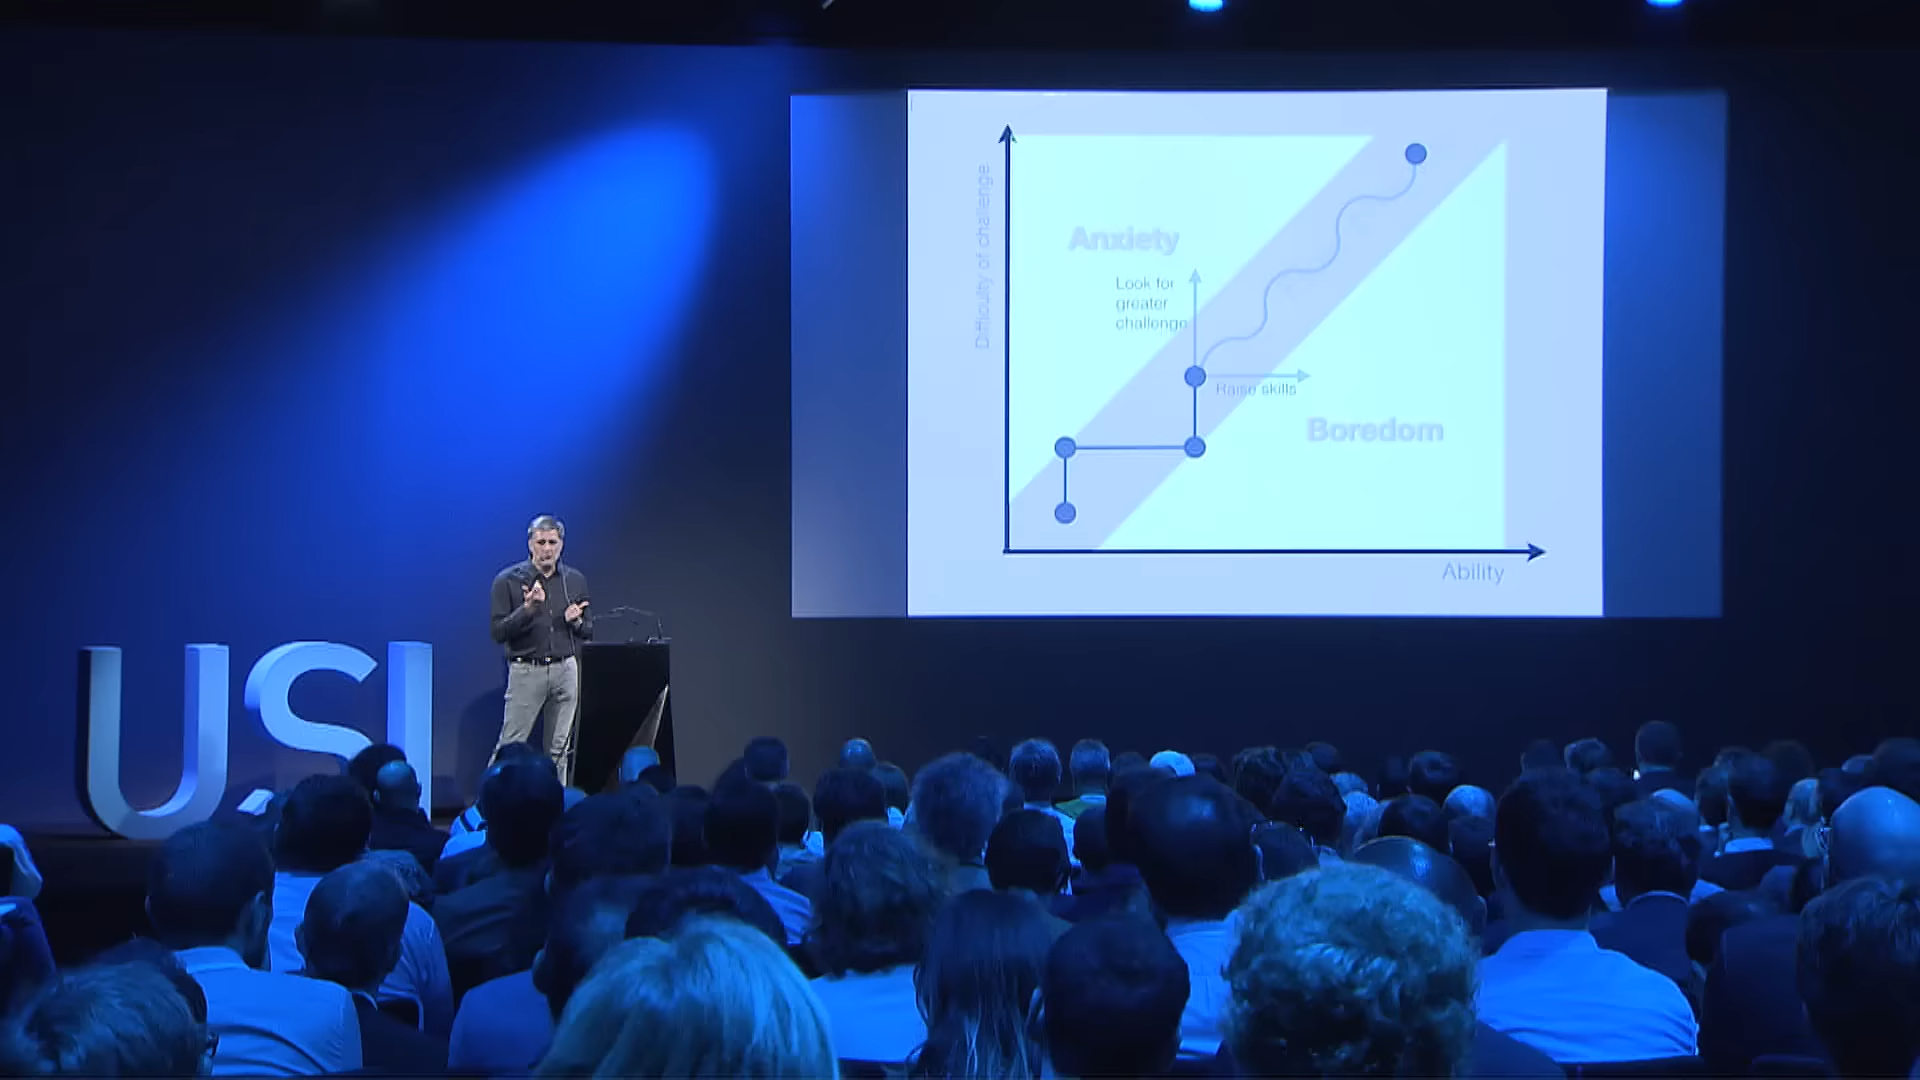 USI
Difficulty of challenge
Anxiety
Look for
greater
challenge
Raise skills
Boredom
Ability